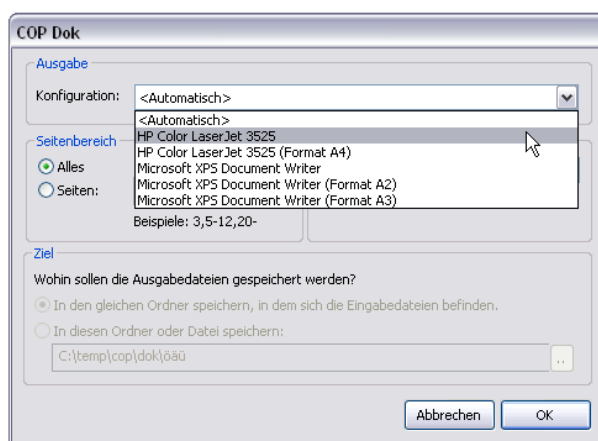 COP Dok
Ausgabe
Konfiguration:
<Automatisch>
<Automatisch>
HP Color LaserJet 3525
HP Color LaserJet 3525 (Format A4)
Microsoft XPS Document Writer
Microsoft XPS Document Writer (Format A2)
Microsoft XPS Document Writer (Format A3)
Seitenbereich
Alles
Seiten:
Beispiele: 3,5-12,20-
Ziel
Wohin sollen die Ausgabedateien gespeichert werden?
In den gleichen Ordner speichern, in dem sich die Eingabedateien befinden.
In diesen Ordner oder Datei speichern:
C:\temp\cop\dok\öäü
..
Abbrechen
OK